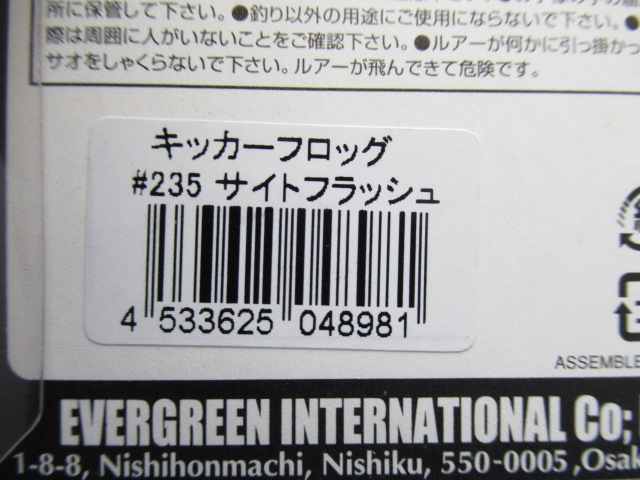 所に保管して下さい。●釣り以外の用途にご使用にならないで下さい。●
際は周囲に人がいないことをご確認下さい。●ルアーが何かに引っ掛かっ
サオをしゃくらないで下さい。ルアーが飛んできて危険です。
キッカーフロッグ
#235 サイトフラッシュ
4 533625 048981
ASSEMBLE
EVERGREEN INTERNATIONAL Co;
1-8-8, Nishihonmachi, Nishiku, 550-0005 ,Osak